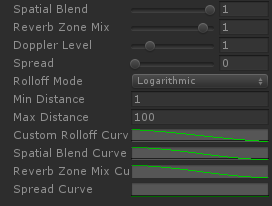 Spatial Blend 1
Reverb Zone Mix 1
Doppler Level 1
Spread 0
Rolloff Mode Logarithmic
Min Distance 1
Max Distance 100
Custom Rolloff Curv
Spatial Blend Curve
Reverb Zone Mix Cu
Spread Curve